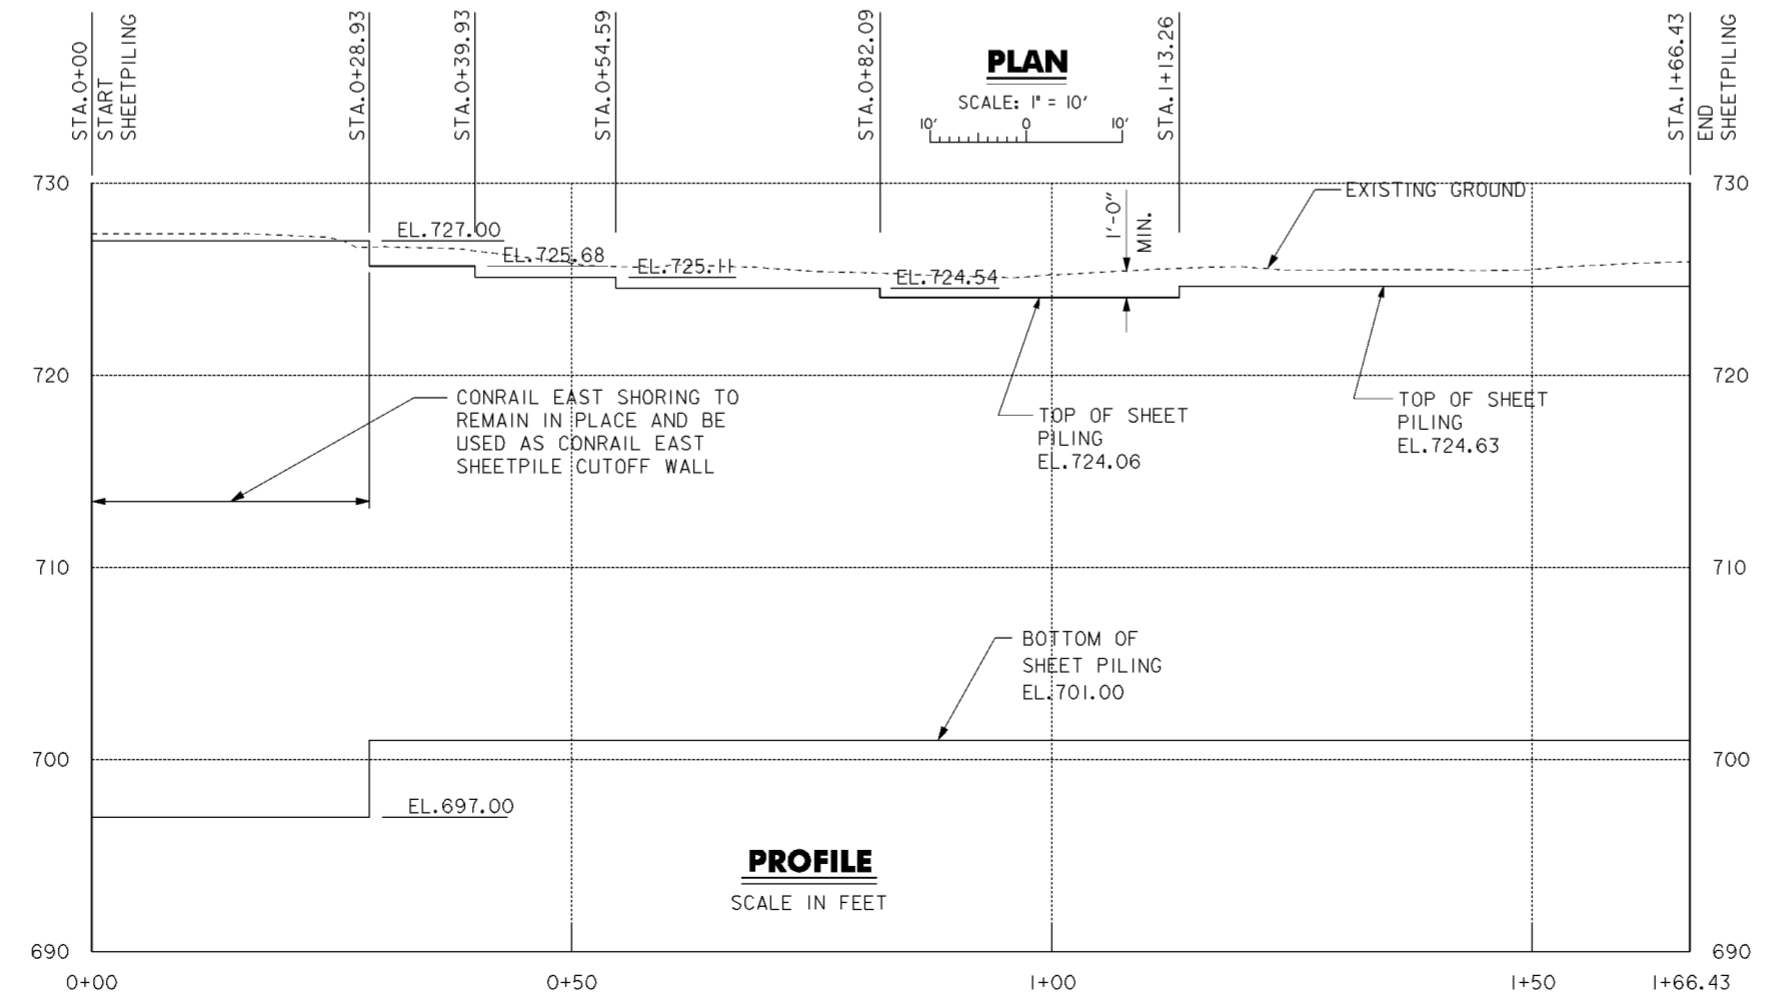 STA.0+00
START
SHEETPILING
STA.0+28.93
STA.0+39.93
STA.0+54.59
STA.0+82.09
PLAN
SCALE: 1" = 10'
10'
0
10'
STA.1+13.26
STA.1+66.43
END
SHEETPILING
730
730
EXISTING GROUND
1'-0"
MIN.
EL.727.00
EL.725.68
EL.725.11
EL.724.54
720
720
CONRAIL EAST SHORING TO
REMAIN IN PLACE AND BE
USED AS CONRAIL EAST
SHEETPILE CUTOFF WALL
TOP OF SHEET
PILING
EL.724.06
TOP OF SHEET
PILING
EL.724.63
710
710
BOTTOM OF
SHEET PILING
EL.701.00
700
700
EL.697.00
PROFILE
SCALE IN FEET
690
690
0+00
0+50
1+00
1+50
1+66.43